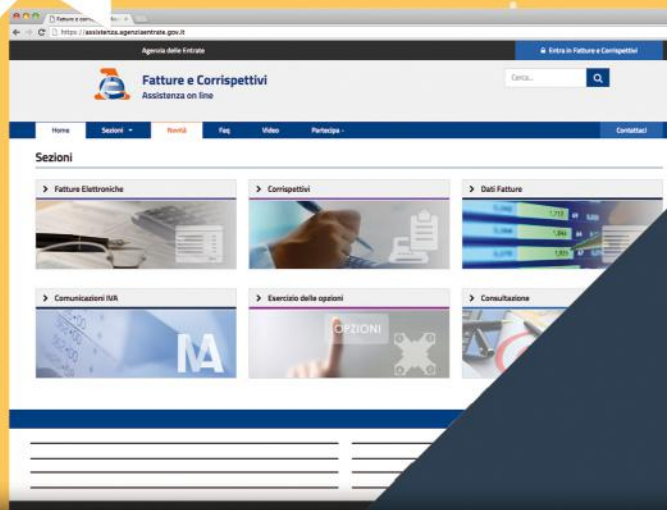 https://assistenza.agenziaentrate.gov.it
Agenzia delle Entrate
Entra in Fatture e Corrispettivi
Fatture e Corrispettivi
Assistenza on line
Cerca..
Home Sezioni Novità Faq Video Partecipa Contattaci
Sezioni
Fatture Elettroniche
Corrispettivi
Dati Fatture
Comunicazioni IVA
Esercizio delle opzioni
Consultazione
OPZIONI
IVA